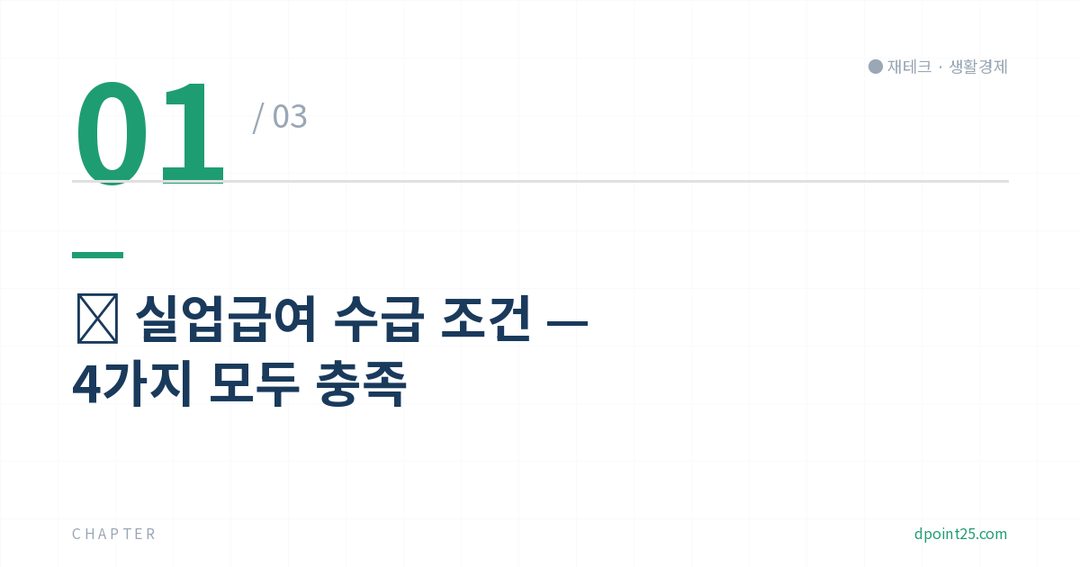 01 / 03
● 재테크 · 생활경제
실업급여 수급 조건 —
4가지 모두 충족
CHAPTER
dpoint25.com